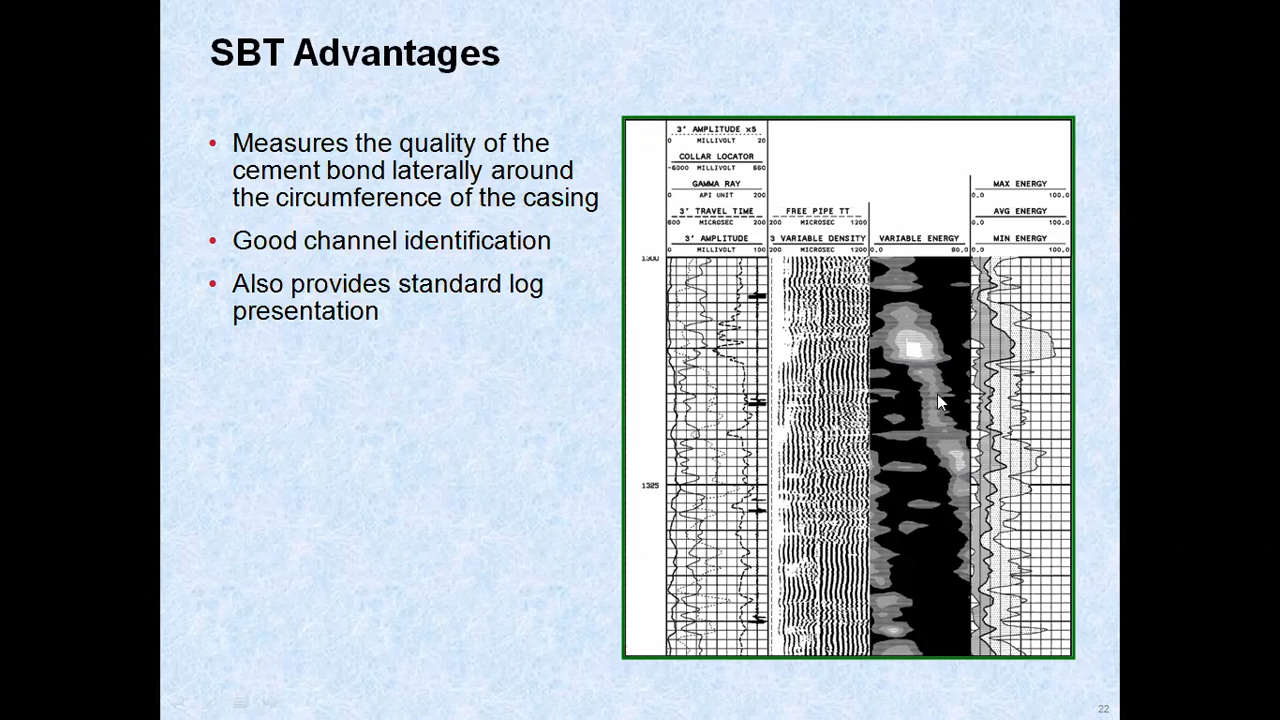 SBT Advantages
• Measures the quality of the
cement bond laterally around
the circumference of the casing
• Good channel identification
• Also provides standard log
presentation
3' AMPLITUDE x5
0 MILLIVOLT 20
COLLAR LOCATOR
-6000 MILLIVOLT 660
GAMMA RAY
0 API UNIT 200
3' TRAVEL TIME
600 MICROSEC 200
3' AMPLITUDE
0 MILLIVOLT 100
FREE PIPE TT
200 MICROSEC 1200
3 VARIABLE DENSITY
200 MICROSEC 1200
VARIABLE ENERGY
0.0 80.0
MAX ENERGY
0.0 100.0
AVG ENERGY
0.0 100.0
MIN ENERGY
0.0 100.0
1300
1325
22